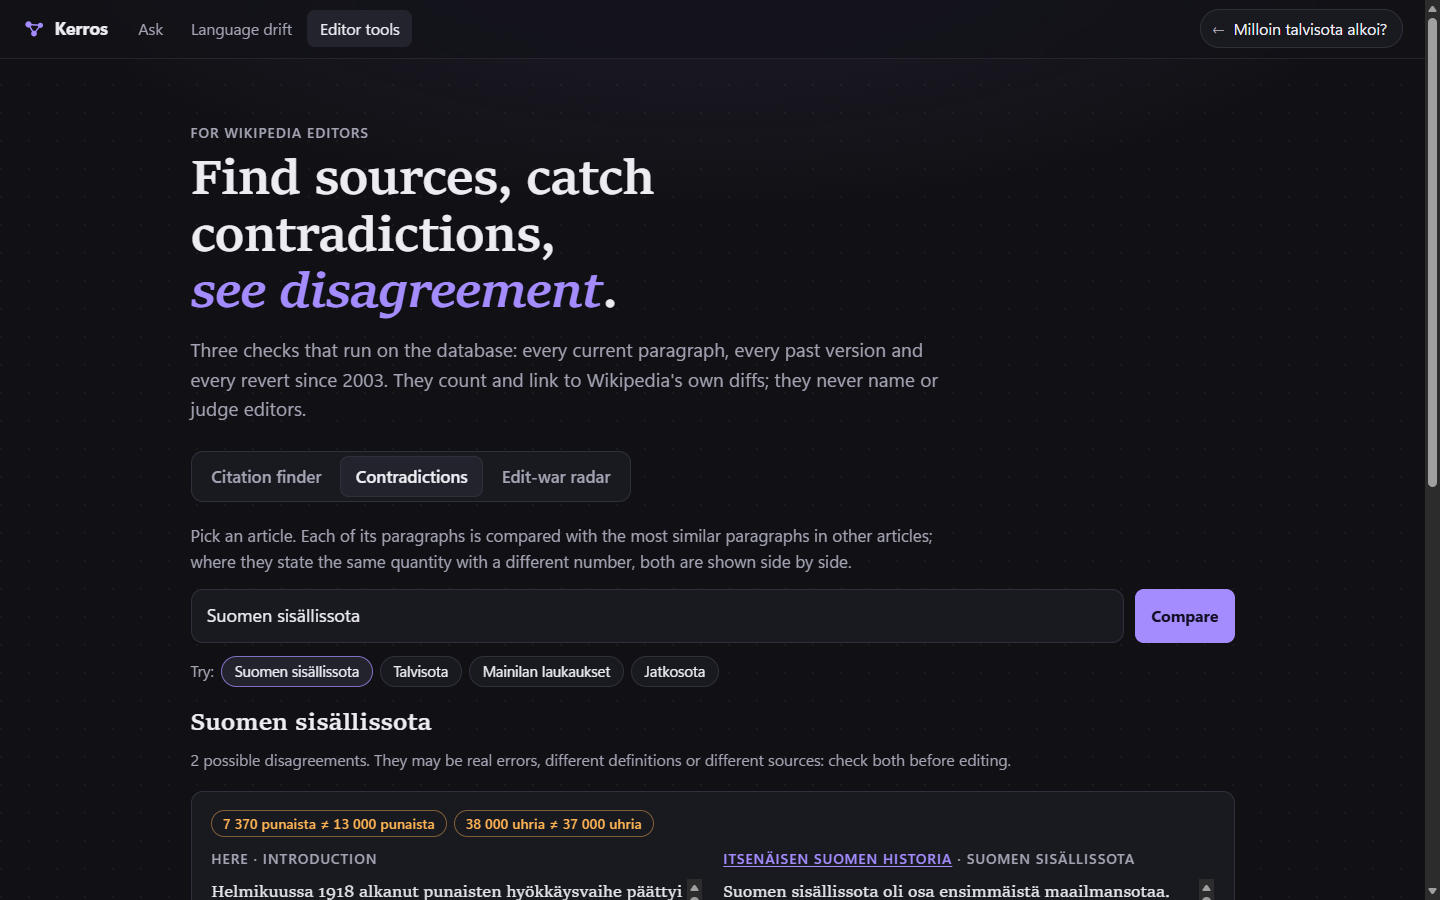 Kerros
Ask
Language drift
Editor tools
← Milloin talvisota alkoi?
FOR WIKIPEDIA EDITORS
Find sources, catch
contradictions,
see disagreement.
Three checks that run on the database: every current paragraph, every past version and
every revert since 2003. They count and link to Wikipedia's own diffs; they never name or
judge editors.
Citation finder
Contradictions
Edit-war radar
Pick an article. Each of its paragraphs is compared with the most similar paragraphs in other articles;
where they state the same quantity with a different number, both are shown side by side.
Suomen sisällissota
Compare
Try:
Suomen sisällissota
Talvisota
Mainilan laukaukset
Jatkosota
Suomen sisällissota
2 possible disagreements. They may be real errors, different definitions or different sources: check both before editing.
7 370 punaista ≠ 13 000 punaista
38 000 uhria ≠ 37 000 uhria
HERE · INTRODUCTION
Helmikuussa 1918 alkanut punaisten hyökkäysvaihe päättyi
ITSENÄISEN SUOMEN HISTORIA · SUOMEN SISÄLLISSOTA
Suomen sisällissota oli osa ensimmäistä maailmansotaa.